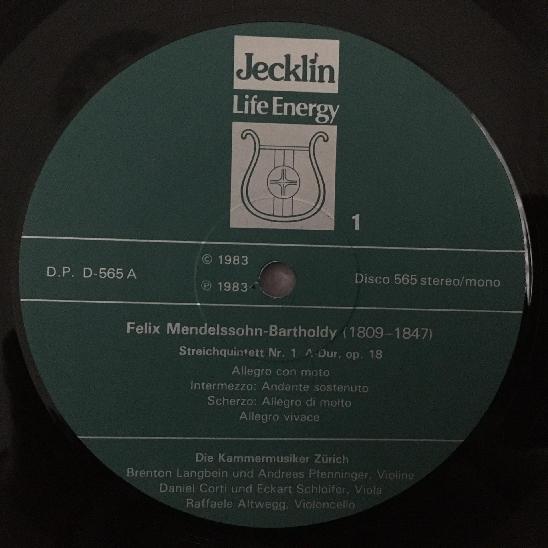 Jecklin
Life Energy
1
© 1983
D.P. D-565 A
Disco 565 stereo/mono
℗ 1983
Felix Mendelssohn-Bartholdy (1809–1847)
Streichquintett Nr. 1 A-Dur, op. 18
Allegro con moto
Intermezzo: Andante sostenuto
Scherzo: Allegro di molto
Allegro vivace
Die Kammermusiker Zürich
Brenton Langbein und Andreas Pfenninger, Violine
Daniel Corti und Eckart Schloifer, Viola
Raffaele Altwegg, Violoncello